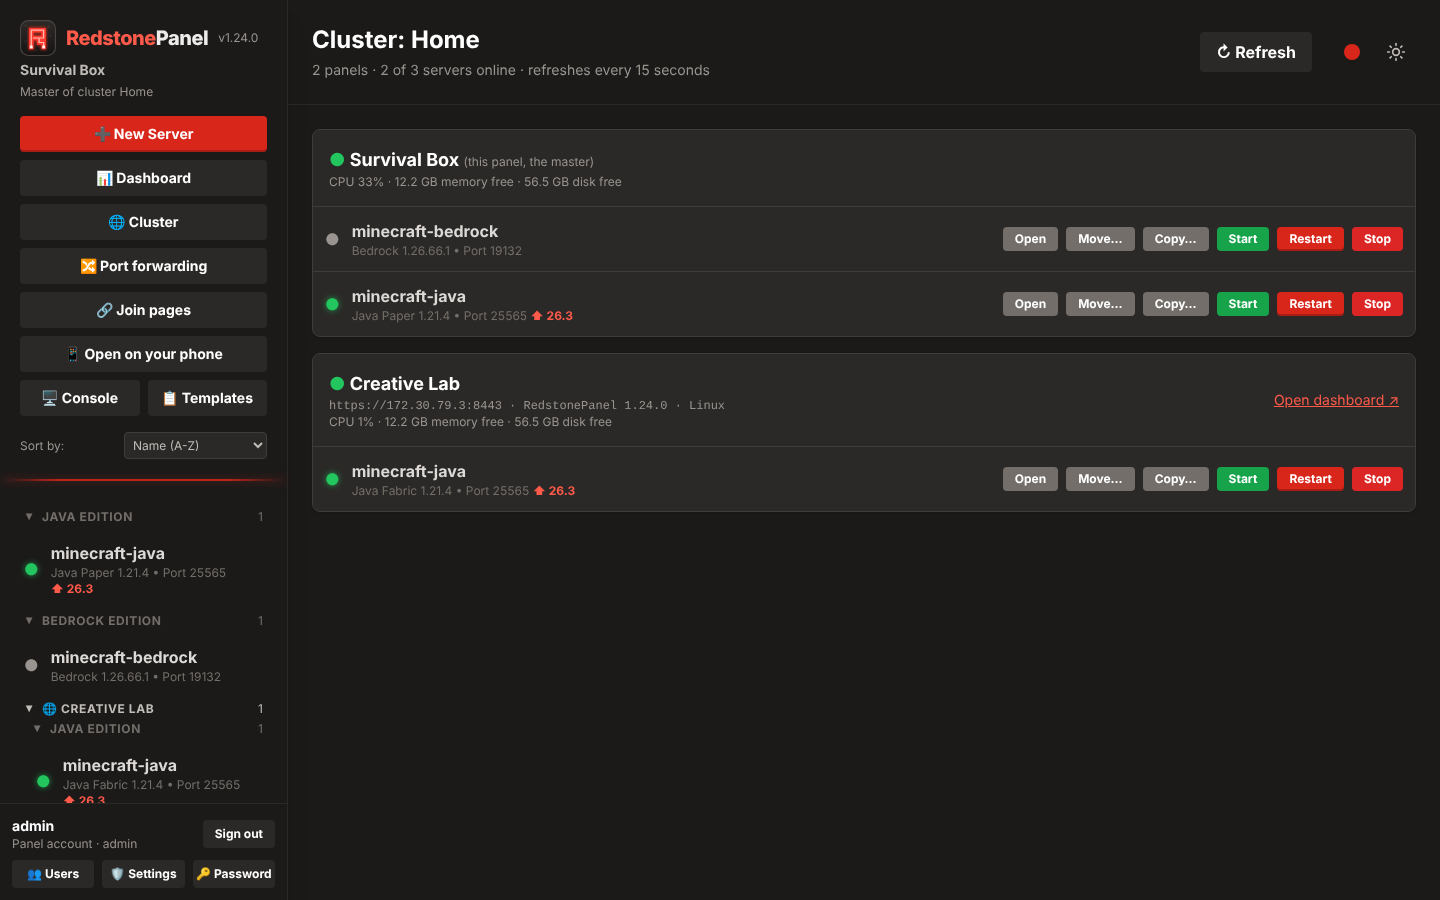 RedstonePanel v1.24.0
Survival Box
Master of cluster Home
➕ New Server
📊 Dashboard
🌐 Cluster
🔀 Port forwarding
🔗 Join pages
📱 Open on your phone
🖥️ Console
📋 Templates
Sort by: Name (A-Z)
▼ JAVA EDITION 1
minecraft-java
Java Paper 1.21.4 • Port 25565
⬆ 26.3
▼ BEDROCK EDITION 1
minecraft-bedrock
Bedrock 1.26.66.1 • Port 19132
▼ 🌐 CREATIVE LAB 1
▼ JAVA EDITION 1
minecraft-java
Java Fabric 1.21.4 • Port 25565
⬆ 26.3
admin
Panel account · admin
Sign out
👥 Users
🛡️ Settings
🔑 Password
Cluster: Home
2 panels · 2 of 3 servers online · refreshes every 15 seconds
↻ Refresh
Survival Box (this panel, the master)
CPU 33% · 12.2 GB memory free · 56.5 GB disk free
minecraft-bedrock
Bedrock 1.26.66.1 • Port 19132
Open Move... Copy... Start Restart Stop
minecraft-java
Java Paper 1.21.4 • Port 25565 ⬆ 26.3
Open Move... Copy... Start Restart Stop
Creative Lab
https://172.30.79.3:8443 · RedstonePanel 1.24.0 · Linux
CPU 1% · 12.2 GB memory free · 56.5 GB disk free
Open dashboard ↗
minecraft-java
Java Fabric 1.21.4 • Port 25565 ⬆ 26.3
Open Move... Copy... Start Restart Stop